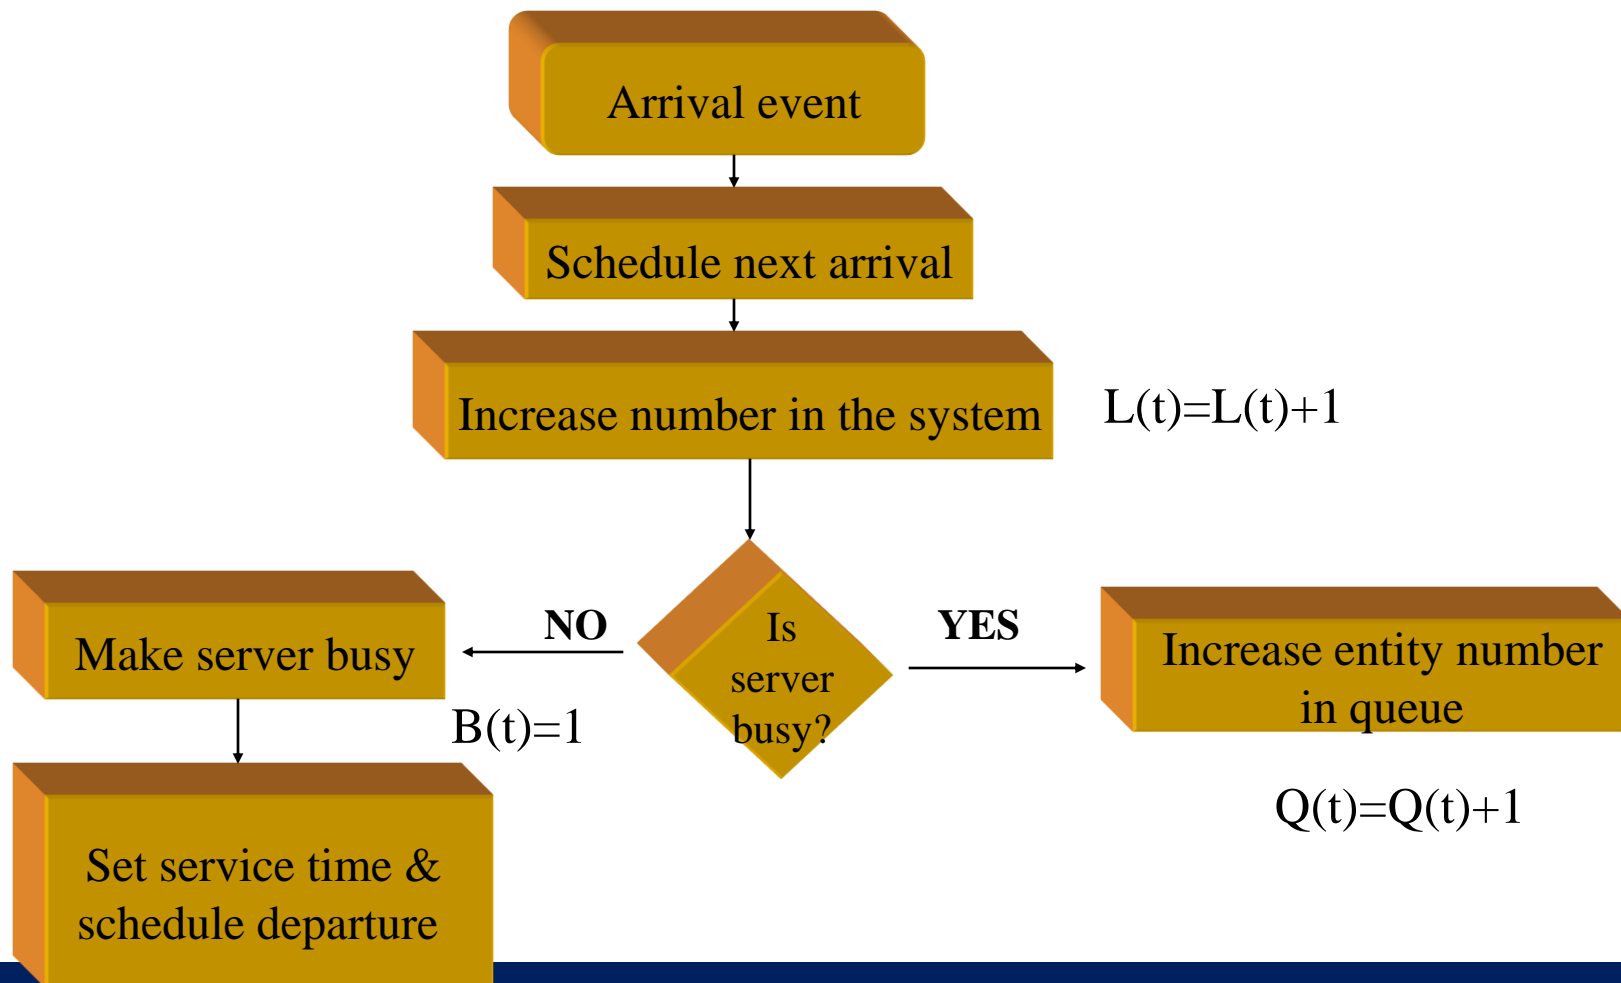 Arrival event
Schedule next arrival
Increase number in the system
L(t)=L(t)+1
Is
server
busy?
NO
YES
Make server busy
B(t)=1
Set service time &
schedule departure
Increase entity number
in queue
Q(t)=Q(t)+1